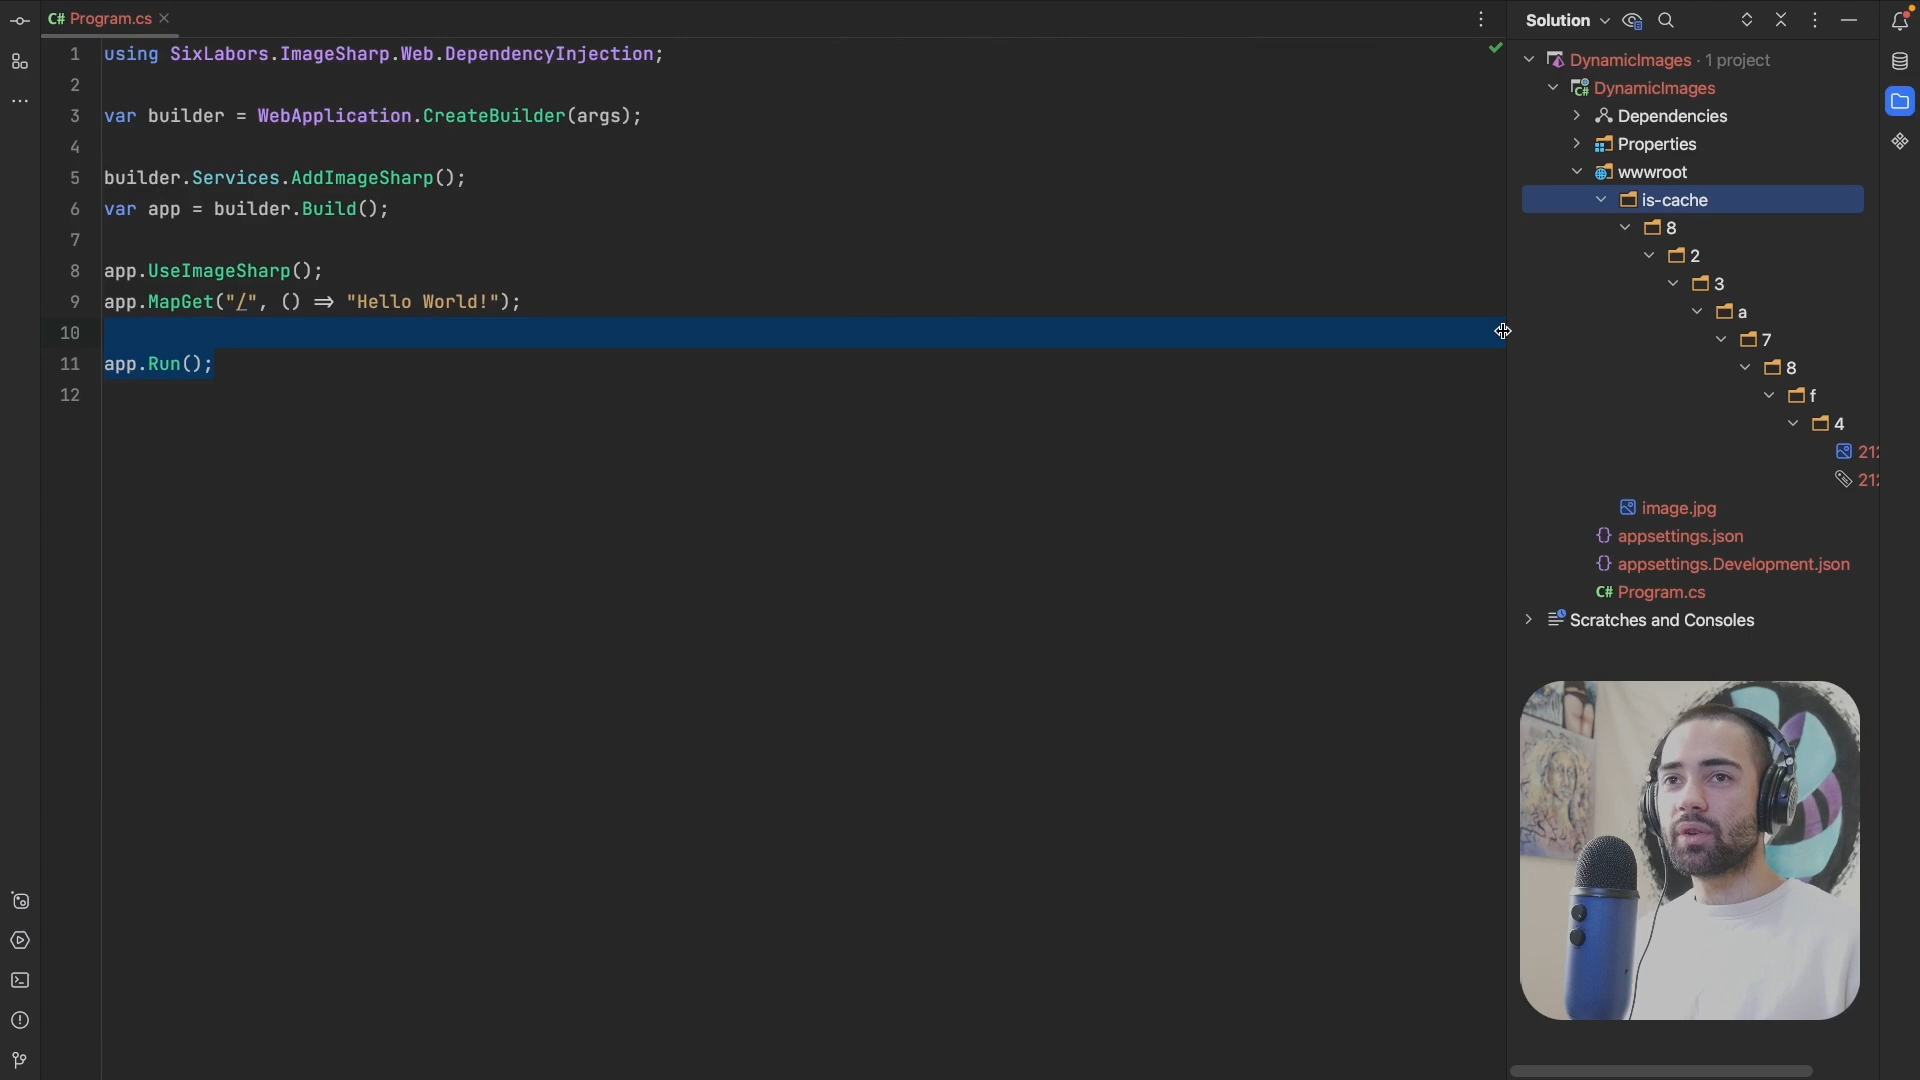 C# Program.cs
1 using SixLabors.ImageSharp.Web.DependencyInjection;
2
3 var builder = WebApplication.CreateBuilder(args);
4
5 builder.Services.AddImageSharp();
6 var app = builder.Build();
7
8 app.UseImageSharp();
9 app.MapGet("/", () ⇒ "Hello World!");
10
11 app.Run();
12
Solution
DynamicImages · 1 project
C# DynamicImages
Dependencies
Properties
wwwroot
is-cache
8
2
3
a
7
8
f
4
212
212
image.jpg
{} appsettings.json
{} appsettings.Development.json
C# Program.cs
Scratches and Consoles